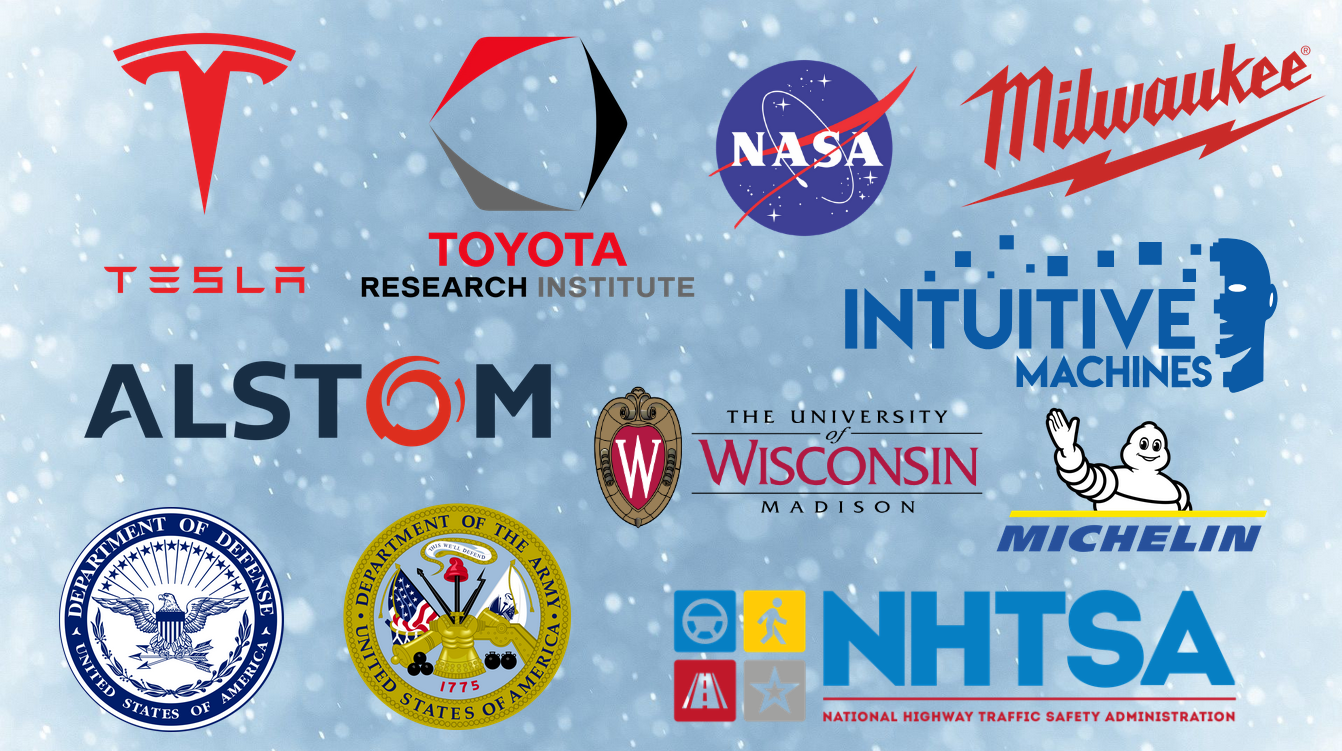 TESLA
TOYOTA
RESEARCH INSTITUTE
NASA
Milwaukee®
INTUITIVE
MACHINES
ALSTOM
W
THE UNIVERSITY
of
WISCONSIN
MADISON
MICHELIN
DEPARTMENT OF DEFENSE
UNITED STATES OF AMERICA
DEPARTMENT OF THE ARMY
THIS WE'LL DEFEND
1775
UNITED STATES OF AMERICA
NHTSA
NATIONAL HIGHWAY TRAFFIC SAFETY ADMINISTRATION